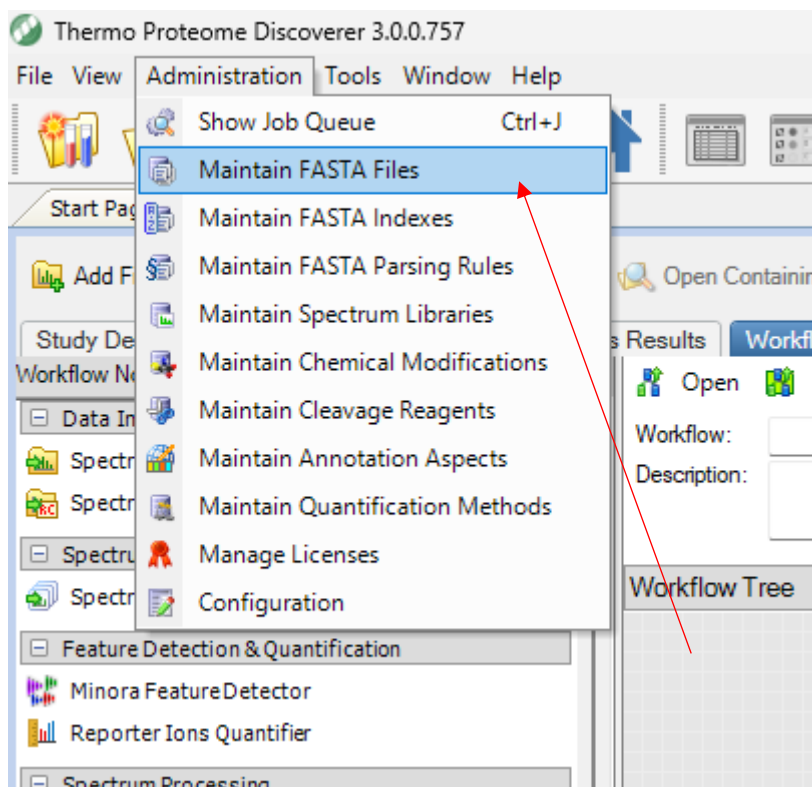 Thermo Proteome Discoverer 3.0.0.757
File View Administration Tools Window Help
Show Job Queue Ctrl+J
Maintain FASTA Files
Start Pag
Maintain FASTA Indexes
Add F
Maintain FASTA Parsing Rules
Open Containin
Maintain Spectrum Libraries
Study De
s Results
Workfl
Workflow No
Maintain Chemical Modifications
Open
Data In
Maintain Cleavage Reagents
Workflow:
Spectr
Maintain Annotation Aspects
Description:
Spectr
Maintain Quantification Methods
Spectru
Manage Licenses
Spectr
Configuration
Workflow Tree
Feature Detection & Quantification
Minora Feature Detector
Reporter Ions Quantifier
Spectrum Processing